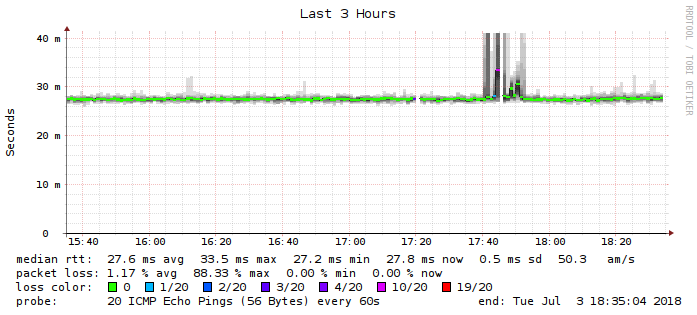 Last 3 Hours
RRDTOOL / TOBI OETIKER
Seconds
40 m
30 m
20 m
10 m
0
15:40 16:00 16:20 16:40 17:00 17:20 17:40 18:00 18:20
median rtt: 27.6 ms avg 33.5 ms max 27.2 ms min 27.8 ms now 0.5 ms sd 50.3 am/s
packet loss: 1.17 % avg 88.33 % max 0.00 % min 0.00 % now
loss color: 0 1/20 2/20 3/20 4/20 10/20 19/20
probe: 20 ICMP Echo Pings (56 Bytes) every 60s end: Tue Jul 3 18:35:04 2018